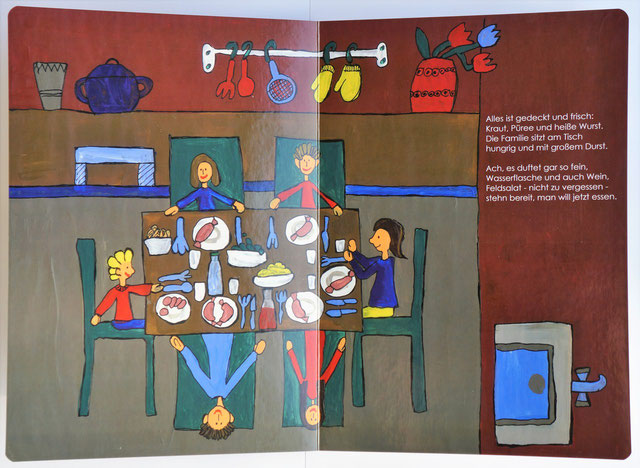 Alles ist gedeckt und frisch:
Kraut, Püree und heiße Wurst.
Die Familie sitzt am Tisch
hungrig und mit großem Durst.
Ach, es duftet gar so fein,
Wasserflasche und auch Wein,
Feldsalat - nicht zu vergessen -
stehn bereit, man will jetzt essen.